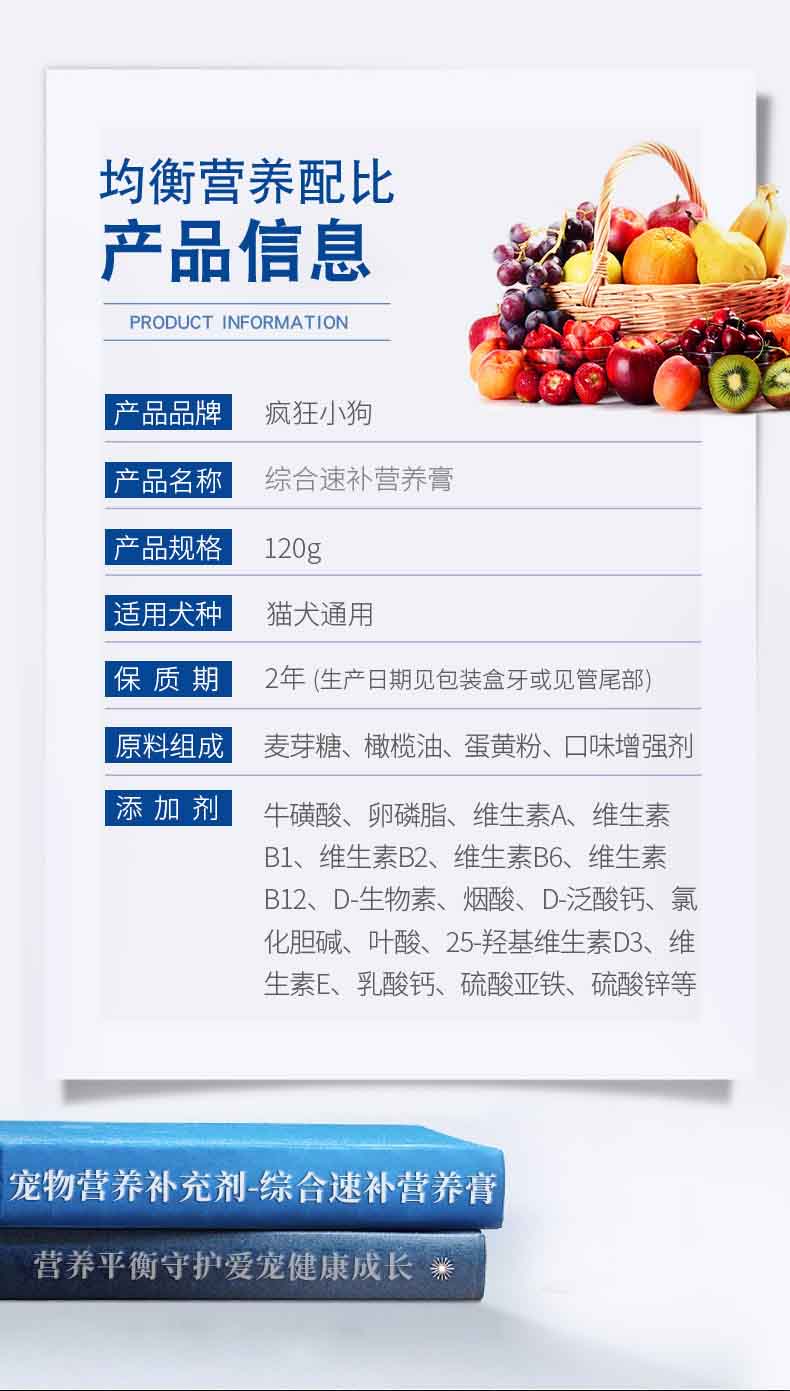 均衡营养配比
产品信息
PRODUCT INFORMATION
产品品牌 疯狂小狗
产品名称 综合速补营养膏
产品规格 120g
适用犬种 猫犬通用
保质期 2年 (生产日期见包装盒牙或见管尾部)
原料组成 麦芽糖、橄榄油、蛋黄粉、口味增强剂
添加剂 牛磺酸、卵磷脂、维生素A、维生素
B1、维生素B2、维生素B6、维生素
B12、D-生物素、烟酸、D-泛酸钙、氯
化胆碱、叶酸、25-羟基维生素D3、维
生素E、乳酸钙、硫酸亚铁、硫酸锌等
宠物营养补充剂-综合速补营养膏
营养平衡守护爱宠健康成长